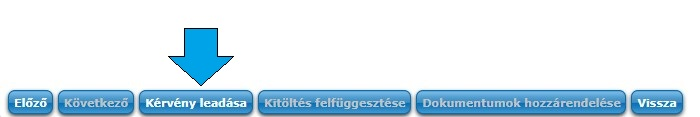 Előző Következő Kérvény leadása Kitöltés felfüggesztése Dokumentumok hozzárendelése Vissza